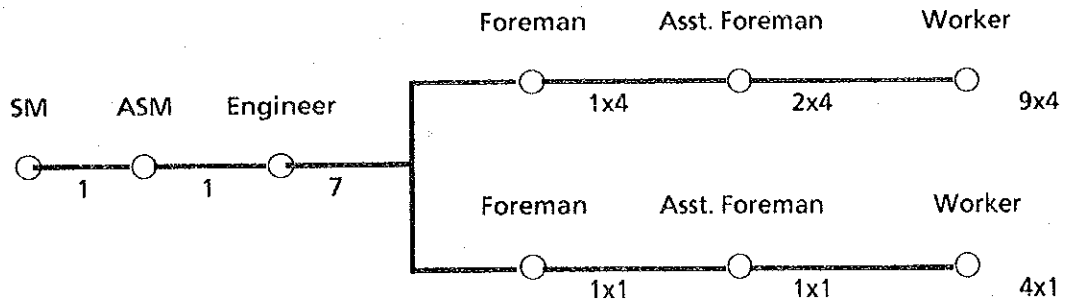 Foreman Asst. Foreman Worker
1x4 2x4 9x4
SM ASM Engineer
1 1 7
Foreman Asst. Foreman Worker
1x1 1x1 4x1